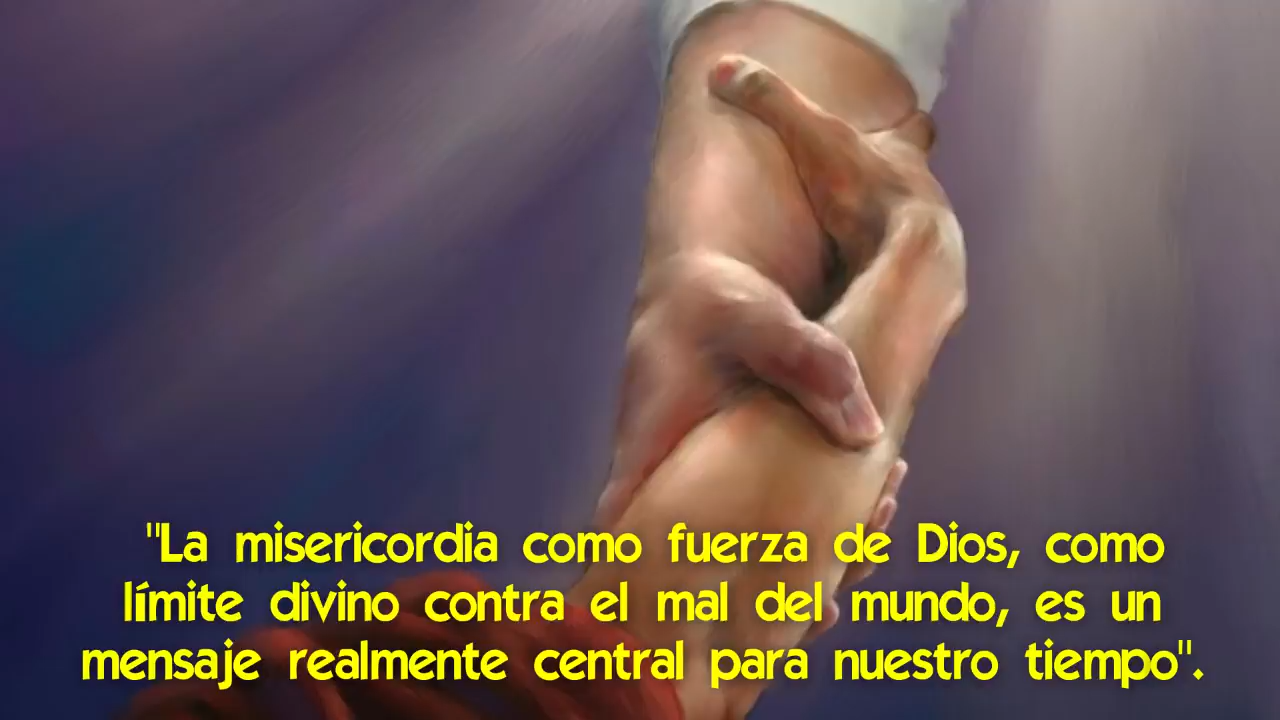 "La misericordia como fuerza de Dios, como
límite divino contra el mal del mundo, es un
mensaje realmente central para nuestro tiempo".